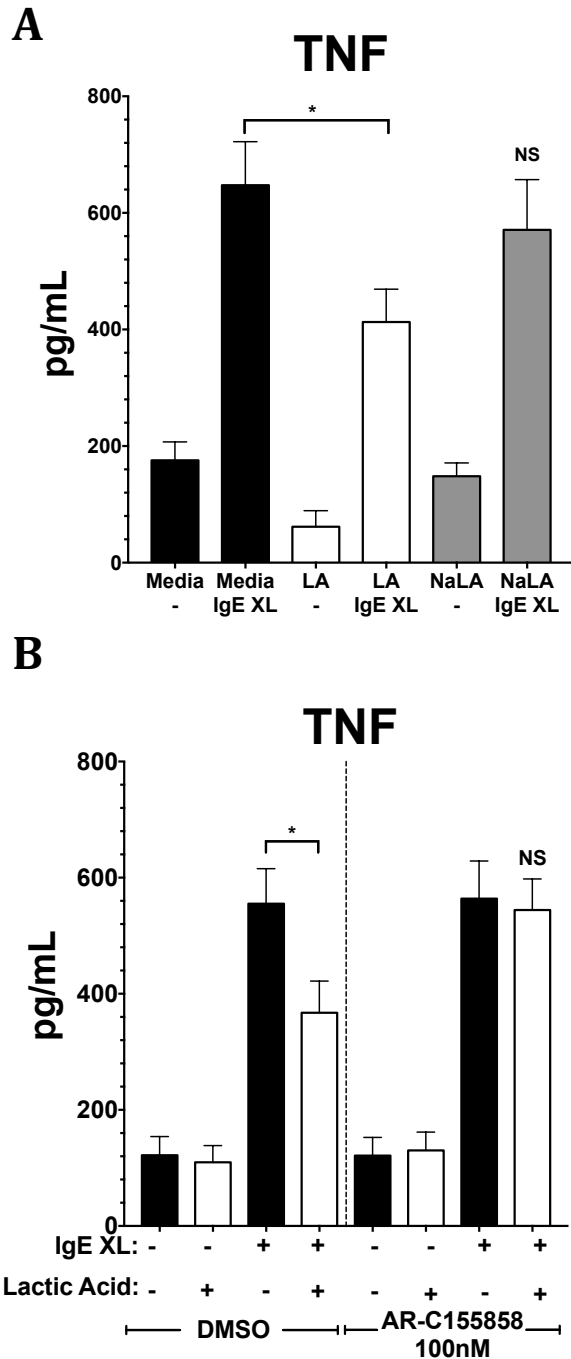 A
TNF
pg/mL
800
600
400
200
0
*
NS
Media Media LA LA NaLA NaLA
- IgE XL - IgE XL - IgE XL
B
TNF
pg/mL
800
600
400
200
0
*
NS
IgE XL: - - + + - - + +
Lactic Acid: - + - + - + - +
DMSO AR-C155858
100nM